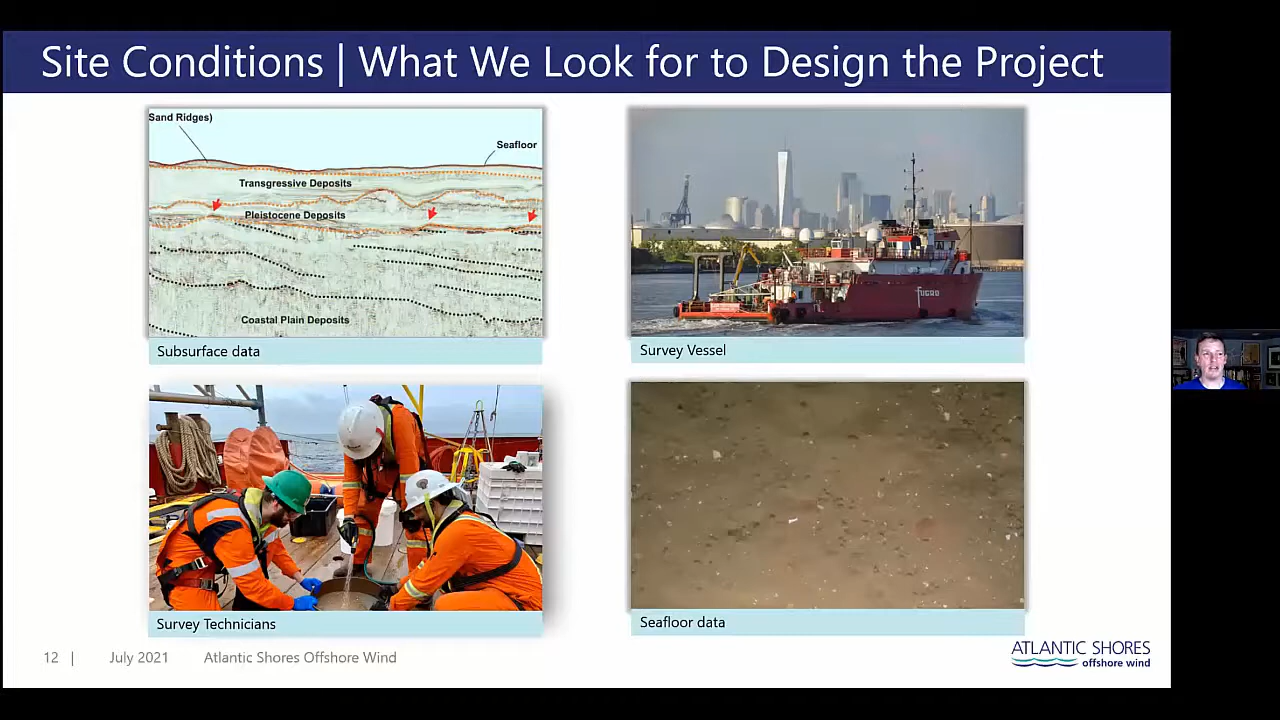 Site Conditions | What We Look for to Design the Project
Sand Ridges)
Seafloor
Transgressive Deposits
Pleistocene Deposits
Coastal Plain Deposits
Subsurface data
fugro
Survey Vessel
Survey Technicians
Seafloor data
12 | July 2021 Atlantic Shores Offshore Wind
ATLANTIC SHORES
offshore wind